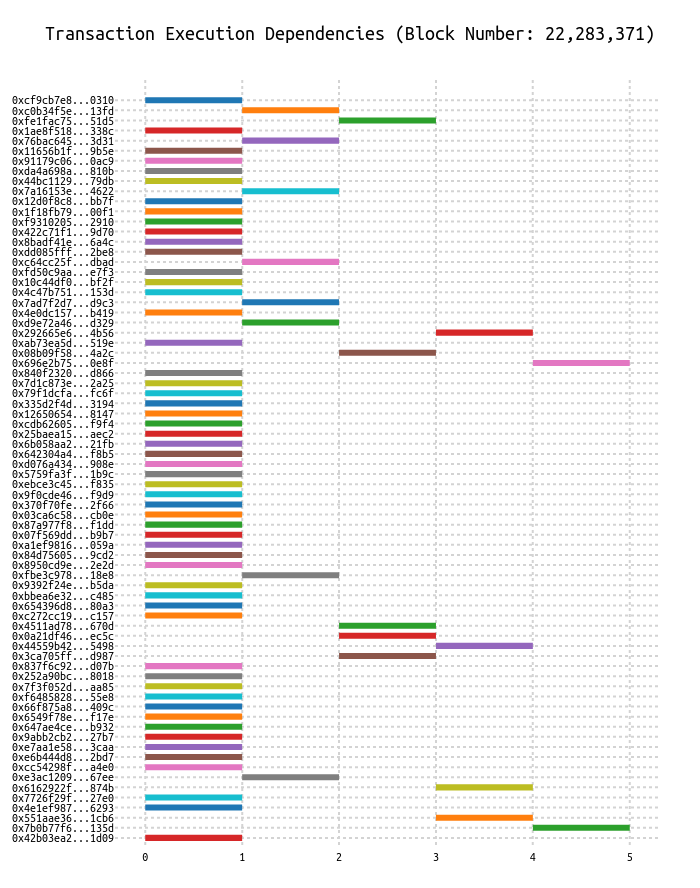 Transaction Execution Dependencies (Block Number: 22,283,371)
0xcf9cb7e8...0310
0xc0b34f5e...13fd
0xfe1fac75...51d5
0x1ae8f518...338c
0x76bac645...3d31
0x11656b1f...9b5e
0x91179c06...0ac9
0xda4a698a...810b
0x44bc1129...79db
0x7a16153e...4622
0x12d0f8c8...bb7f
0x1f18fb79...00f1
0xf9310205...2910
0x422c71f1...9d70
0x8badf41e...6a4c
0xdd085fff...2be8
0xc64cc25f...dbad
0xfd50c9aa...e7f3
0x10c44df0...bf2f
0x4c47b751...153d
0x7ad7f2d7...d9c3
0x4e0dc157...b419
0xd9e72a46...d329
0x292665e6...4b56
0xab73ea5d...519e
0x08b09f58...4a2c
0x696e2b75...0e8f
0x840f2320...d866
0x7d1c873e...2a25
0x79f1dcfa...fc6f
0x335d2f4d...3194
0x12650654...8147
0xcdb62605...f9f4
0x25baea15...aec2
0x6b058aa2...21fb
0x642304a4...f8b5
0xd076a434...908e
0x5759fa3f...1b9c
0xebce3c45...f835
0x9f0cde46...f9d9
0x370f70fe...2f66
0x03ca6c58...cb0e
0x87a977f8...f1dd
0x07f569dd...b9b7
0xa1ef9816...059a
0x84d75605...9cd2
0x8950cd9e...2e2d
0xfbe3c978...18e8
0x9392f24e...b5da
0xbbea6e32...c485
0x654396d8...80a3
0xc272cc19...c157
0x4511ad78...670d
0x0a21df46...ec5c
0x44559b42...5498
0x3ca705ff...d987
0x837f6c92...d07b
0x252a90bc...8018
0x7f3f052d...aa85
0xf6485828...55e8
0x66f875a8...409c
0x6549f78e...f17e
0x647ae4ce...b932
0x9abb2cb2...27b7
0xe7aa1e58...3caa
0xe6b444d8...2bd7
0xcc54298f...a4e0
0xe3ac1209...67ee
0x6162922f...874b
0x7726f29f...27e0
0x4e1ef987...6293
0x551aae36...1cb6
0x7b0b77f6...135d
0x42b03ea2...1d09
0 1 2 3 4 5